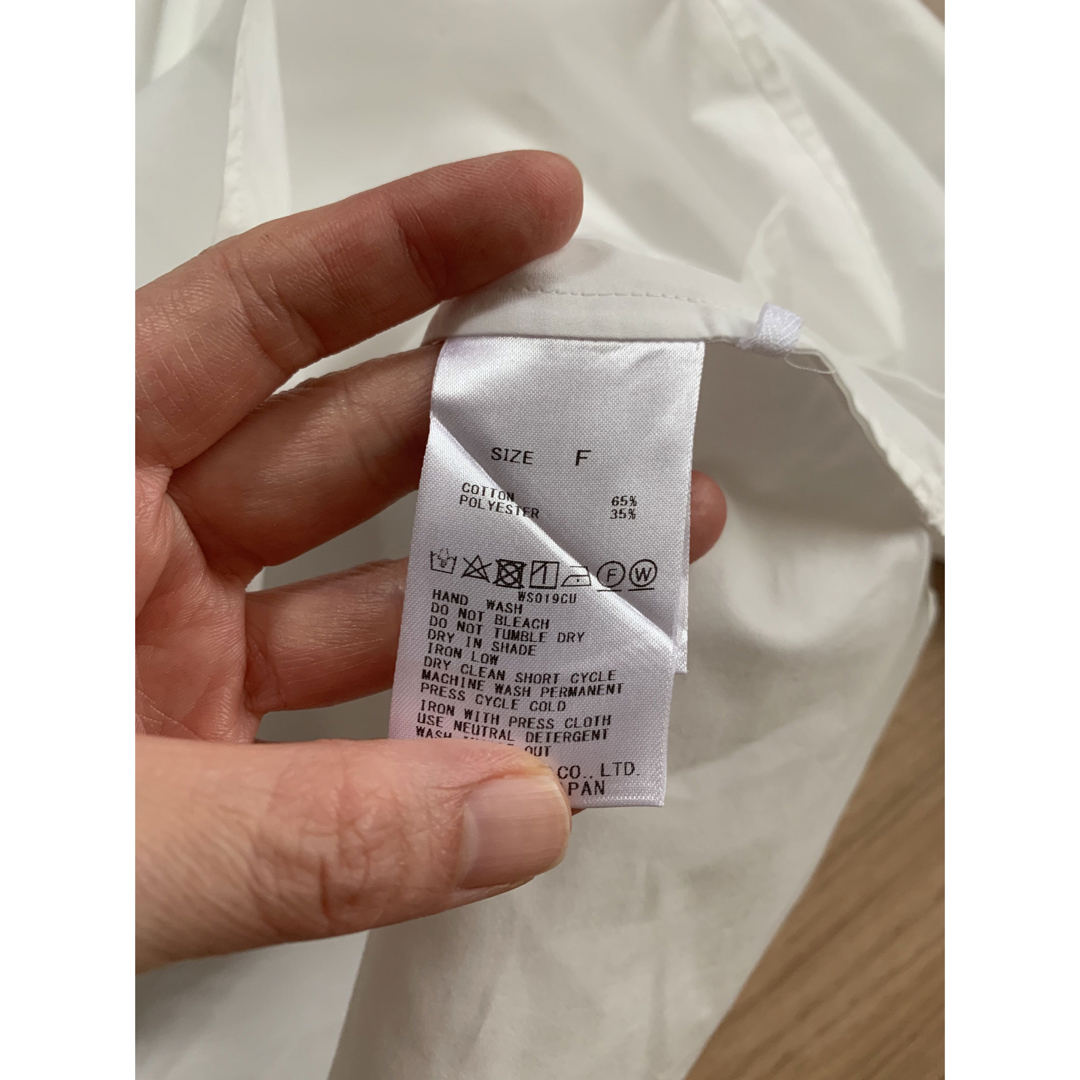 SIZE F
COTTON 65%
POLYESTER 35%
F W
WS019CU
HAND WASH
DO NOT BLEACH
DO NOT TUMBLE DRY
DRY IN SHADE
IRON LOW
DRY CLEAN SHORT CYCLE
MACHINE WASH PERMANENT
PRESS CYCLE COLD
IRON WITH PRESS CLOTH
USE NEUTRAL DETERGENT
WASH OUT
CO., LTD.